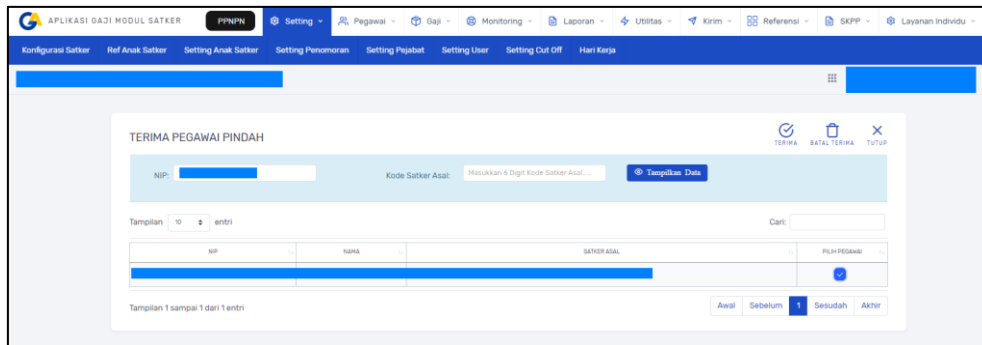 APLIKASI GAJI MODUL SATKER PPNPN Setting Pegawai Gaji Monitoring Laporan Utilitas Kirim Referensi SKPP Layanan Individu
Konfigurasi Satker Ref Anak Satker Setting Anak Satker Setting Penomoran Setting Pejabat Setting User Setting Cut Off Hari Kerja
TERIMA PEGAWAI PINDAH
TERIMA BATAL TERIMA TUTUP
NIP: Kode Satker Asal: Masukkan 6 Digit Kode Satker Asal.... Tampilkan Data
Tampilan 10 entri Cari:
NIP NAMA SATKER ASAL PILIH PEGAWAI
Tampilan 1 sampai 1 dari 1 entri Awal Sebelum 1 Sesudah Akhir